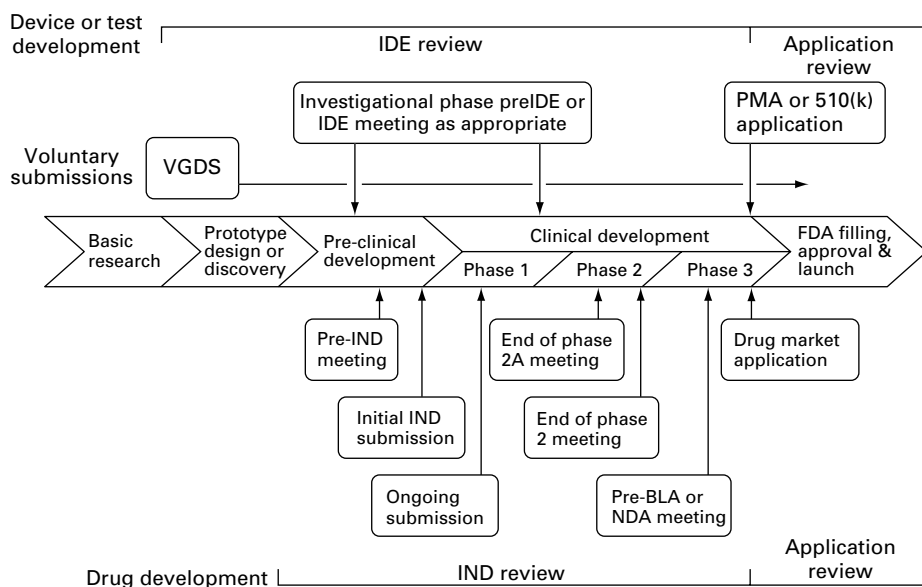 Device or test
development
IDE review
Application
review
Investigational phase preIDE or
IDE meeting as appropriate
PMA or 510(k)
application
Voluntary
submissions
VGDS
Basic
research
Prototype
design or
discovery
Pre-clinical
development
Clinical development
Phase 1
Phase 2
Phase 3
FDA filling,
approval &
launch
Pre-IND
meeting
End of phase
2A meeting
Drug market
application
Initial IND
submission
End of phase
2 meeting
Ongoing
submission
Pre-BLA or
NDA meeting
Drug development
IND review
Application
review